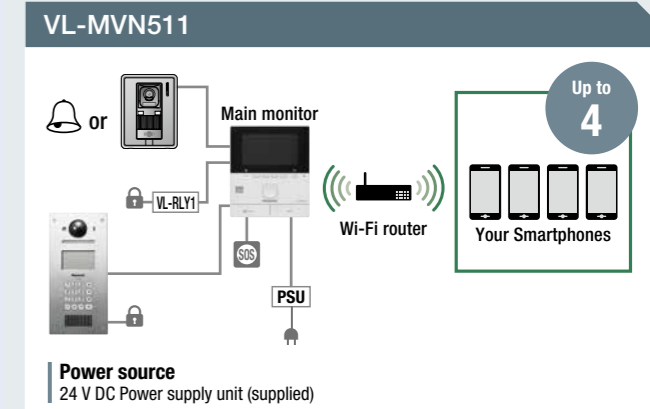 VL-MVN511
Up to
4
or
Main monitor
VL-RLY1
Wi-Fi router
Your Smartphones
SOS
PSU
Power source
24 V DC Power supply unit (supplied)